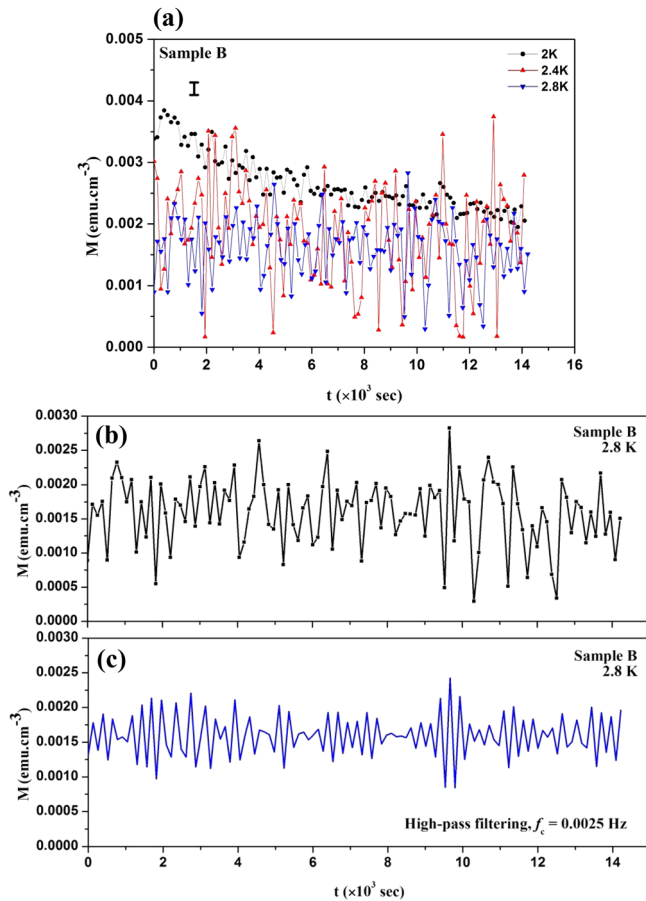 (a)
0.005
0.004
0.003
0.002
0.001
0.000
M (emu.cm⁻³)
Sample B
2K
2.4K
2.8K
0 2 4 6 8 10 12 14 16
t (×10³ sec)
(b)
0.0030
0.0025
0.0020
0.0015
0.0010
0.0005
0.0000
M (emu.cm⁻³)
Sample B
2.8 K
(c)
0.0030
0.0025
0.0020
0.0015
0.0010
0.0005
0.0000
M (emu.cm⁻³)
Sample B
2.8 K
High-pass filtering, fc = 0.0025 Hz
0 2 4 6 8 10 12 14
t (×10³ sec)